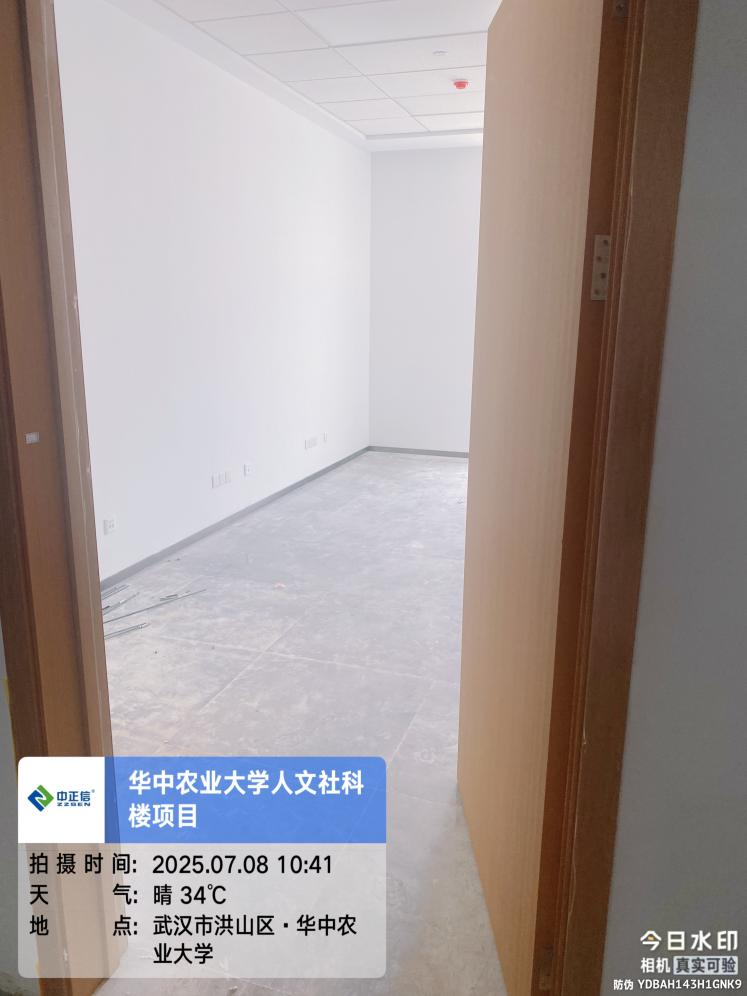 中正信®
ZZSEN
华中农业大学人文社科
楼项目
拍摄时间: 2025.07.08 10:41
天气: 晴 34℃
地点: 武汉市洪山区·华中农
业大学
今日水印
相机 真实可验
防伪 YDBAH143H1GNK9